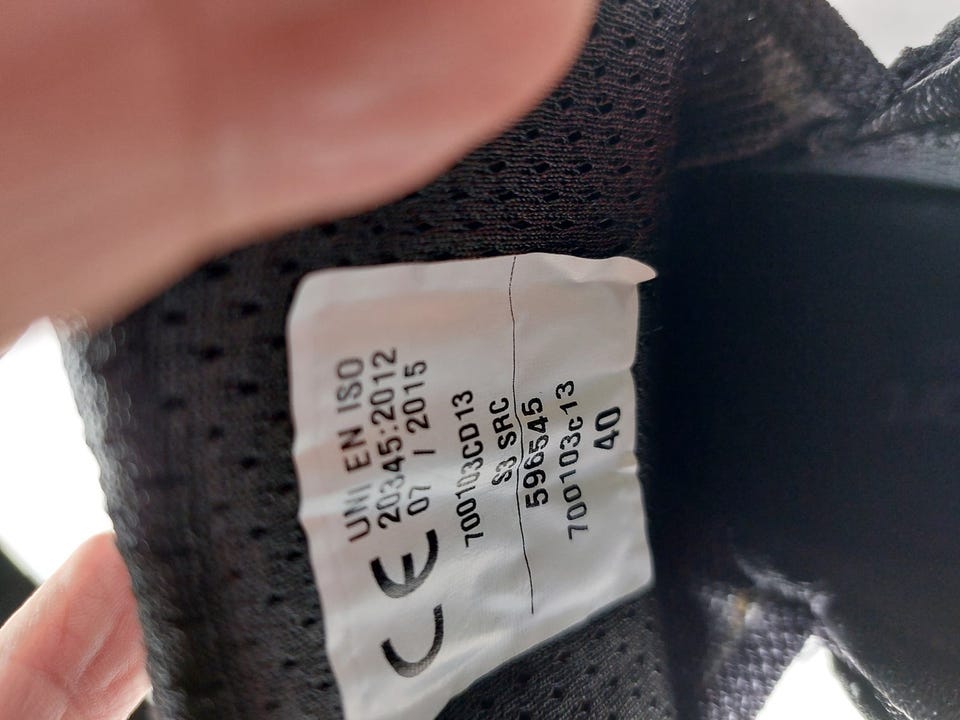 UNI EN ISO
20345:2012
07 / 2015
CE
700103CD13
S3 SRC
596545
700103c13
40